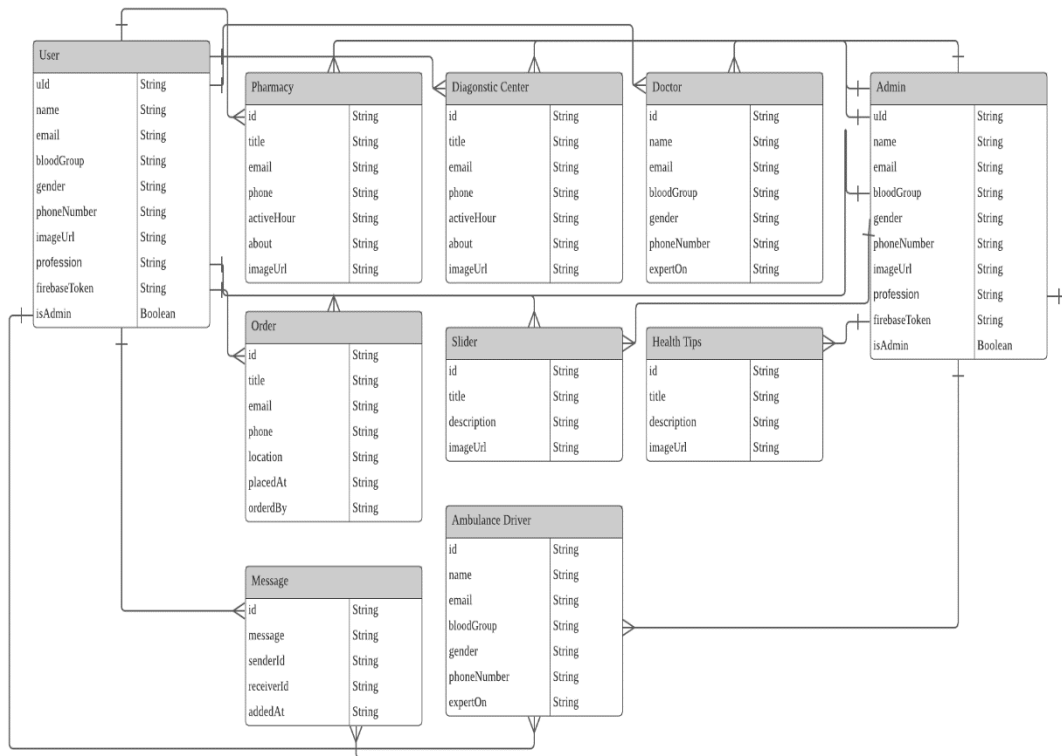 User
uId String
name String
email String
bloodGroup String
gender String
phoneNumber String
imageUrl String
profession String
firebaseToken String
isAdmin Boolean
Pharmacy
id String
title String
email String
phone String
activeHour String
about String
imageUrl String
Diagonstic Center
id String
title String
email String
phone String
activeHour String
about String
imageUrl String
Doctor
id String
name String
email String
bloodGroup String
gender String
phoneNumber String
expertOn String
Admin
uId String
name String
email String
bloodGroup String
gender String
phoneNumber String
imageUrl String
profession String
firebaseToken String
isAdmin Boolean
Order
id String
title String
email String
phone String
location String
placedAt String
orderdBy String
Slider
id String
title String
description String
imageUrl String
Health Tips
id String
title String
description String
imageUrl String
Message
id String
message String
senderId String
receiverId String
addedAt String
Ambulance Driver
id String
name String
email String
bloodGroup String
gender String
phoneNumber String
expertOn String